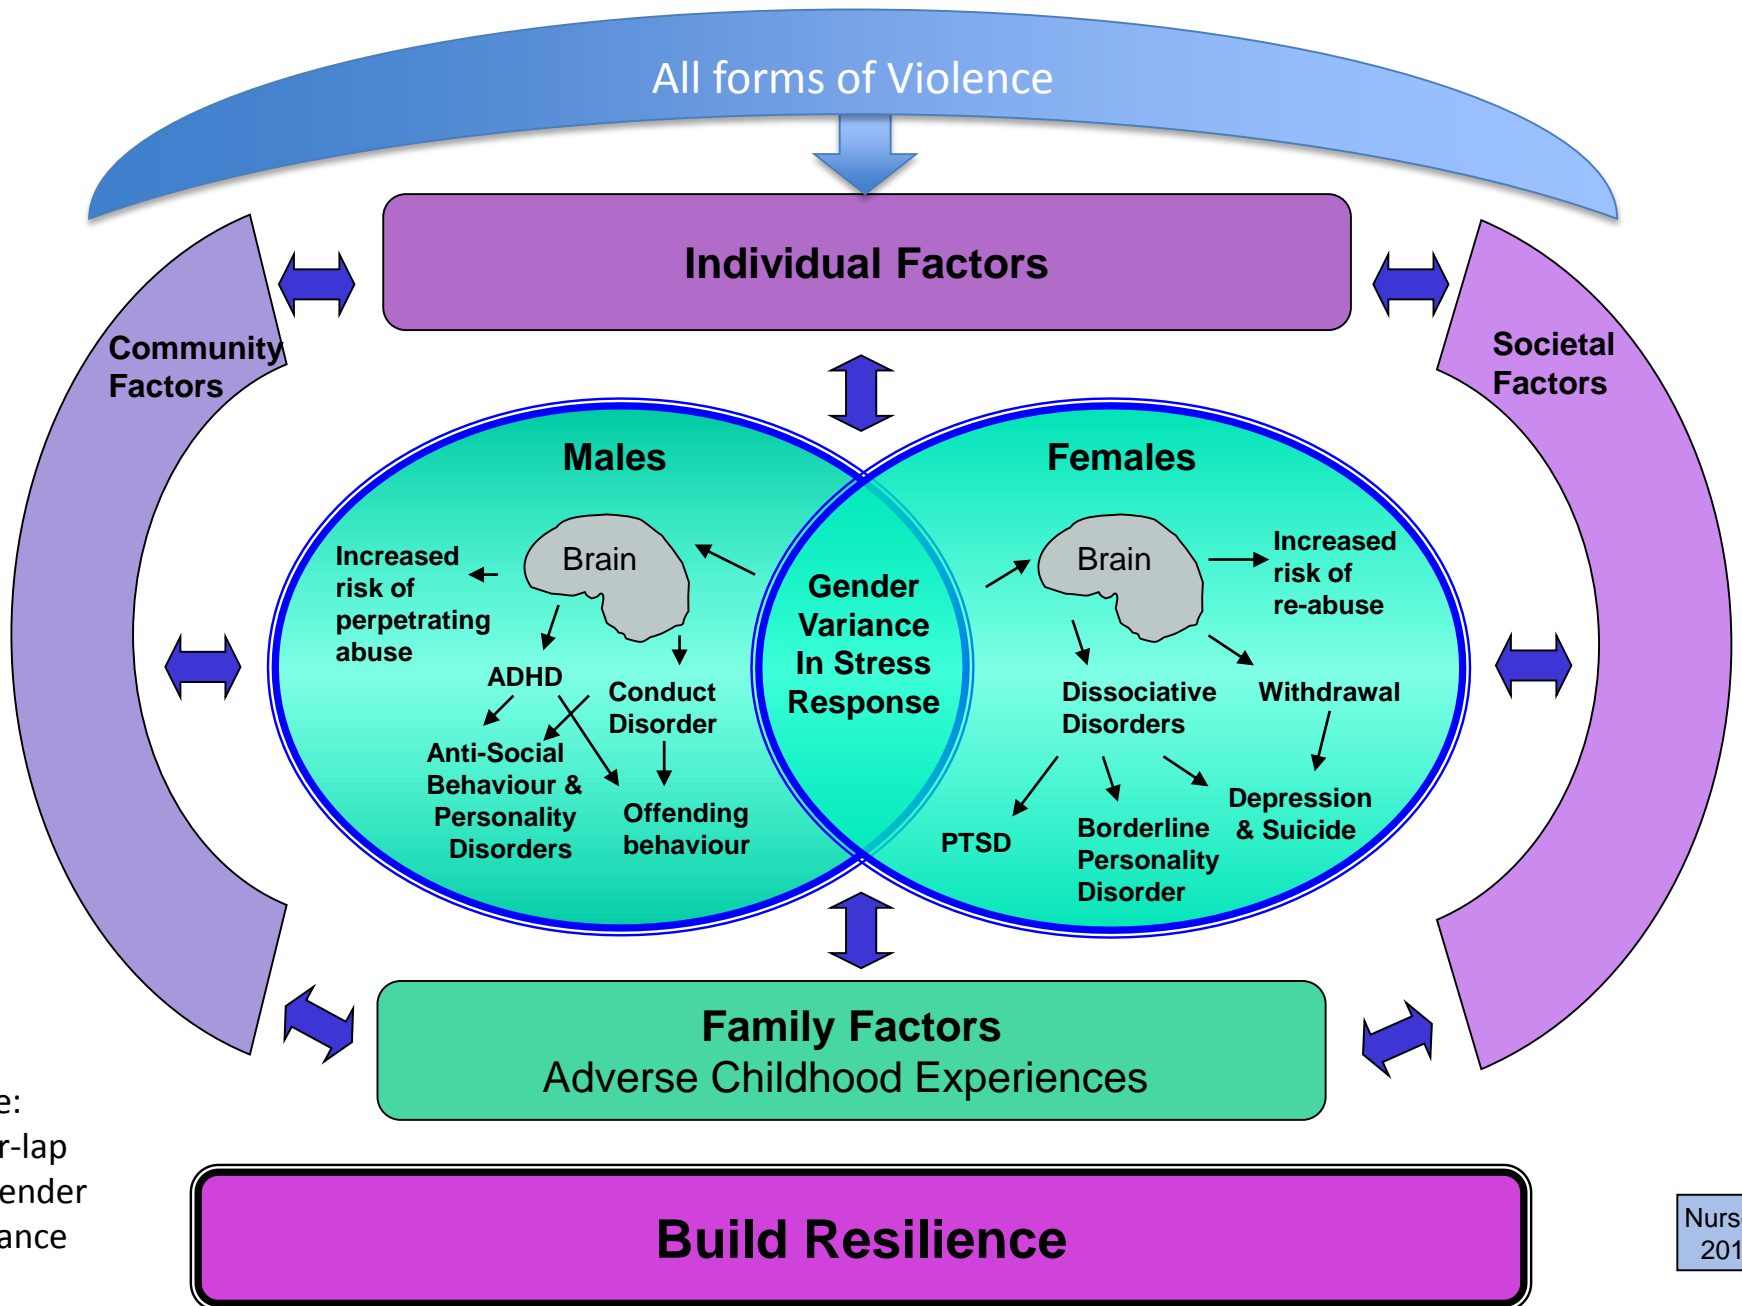 All forms of Violence
Individual Factors
Community
Factors
Societal
Factors
Males
Females
Brain
Increased
risk of
perpetrating
abuse
ADHD
Conduct
Disorder
Anti-Social
Behaviour &
Personality
Disorders
Offending
behaviour
Gender
Variance
In Stress
Response
Brain
Increased
risk of
re-abuse
Dissociative
Disorders
Withdrawal
PTSD
Borderline
Personality
Disorder
Depression
& Suicide
Family Factors
Adverse Childhood Experiences
e:
r-lap
ender
ance
Build Resilience
Nurs
201